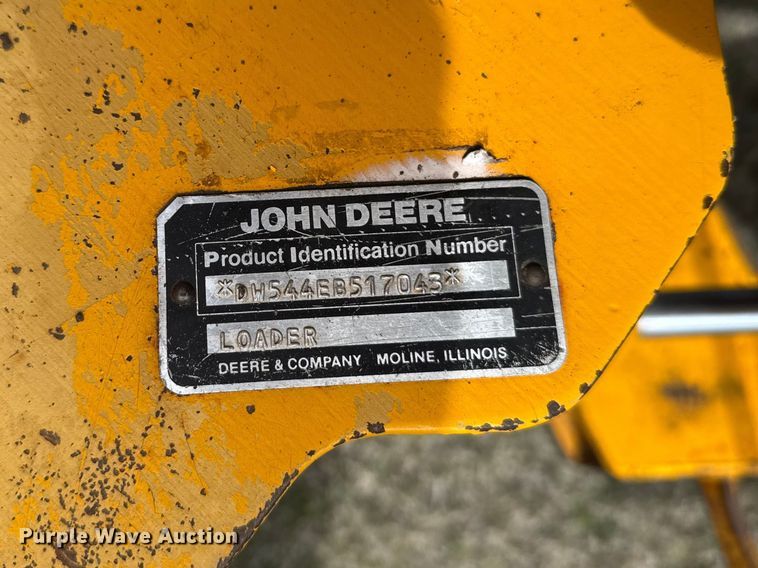 JOHN DEERE
Product Identification Number
*DW544EB517043*
LOADER
DEERE & COMPANY MOLINE, ILLINOIS
Purple Wave Auction